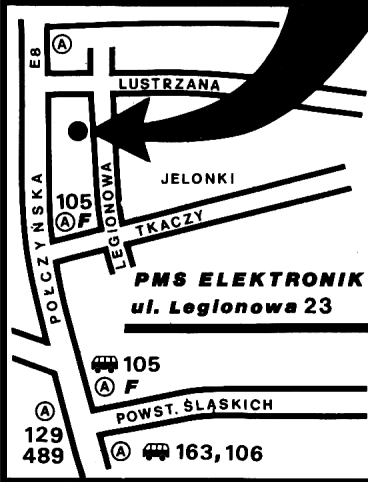 E8
A
LUSTRZANA
JELONKI
105
A F
LEGIONOWA
TKACZY
POŁCZYŃSKA
PMS ELEKTRONIK
ul. Legionowa 23
105
A F
POWST. ŚLĄSKICH
A
129
489
A 163, 106